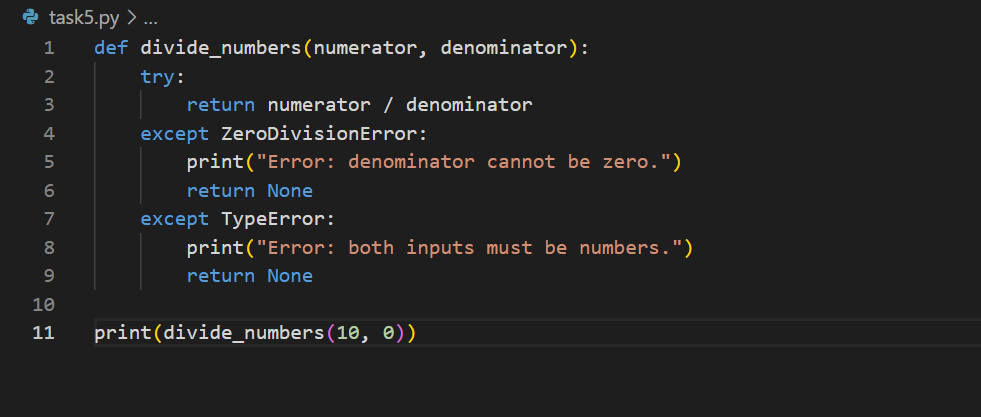 task5.py > ...
1 def divide_numbers(numerator, denominator):
2     try:
3         return numerator / denominator
4     except ZeroDivisionError:
5         print("Error: denominator cannot be zero.")
6         return None
7     except TypeError:
8         print("Error: both inputs must be numbers.")
9         return None
10
11 print(divide_numbers(10, 0))